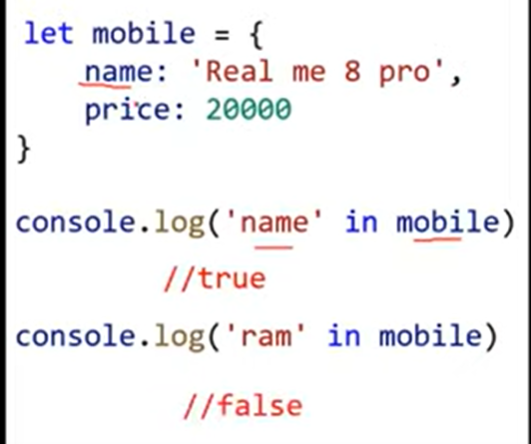 let mobile = {
    name: 'Real me 8 pro',
    price: 20000
}
console.log('name' in mobile)
//true
console.log('ram' in mobile)
//false